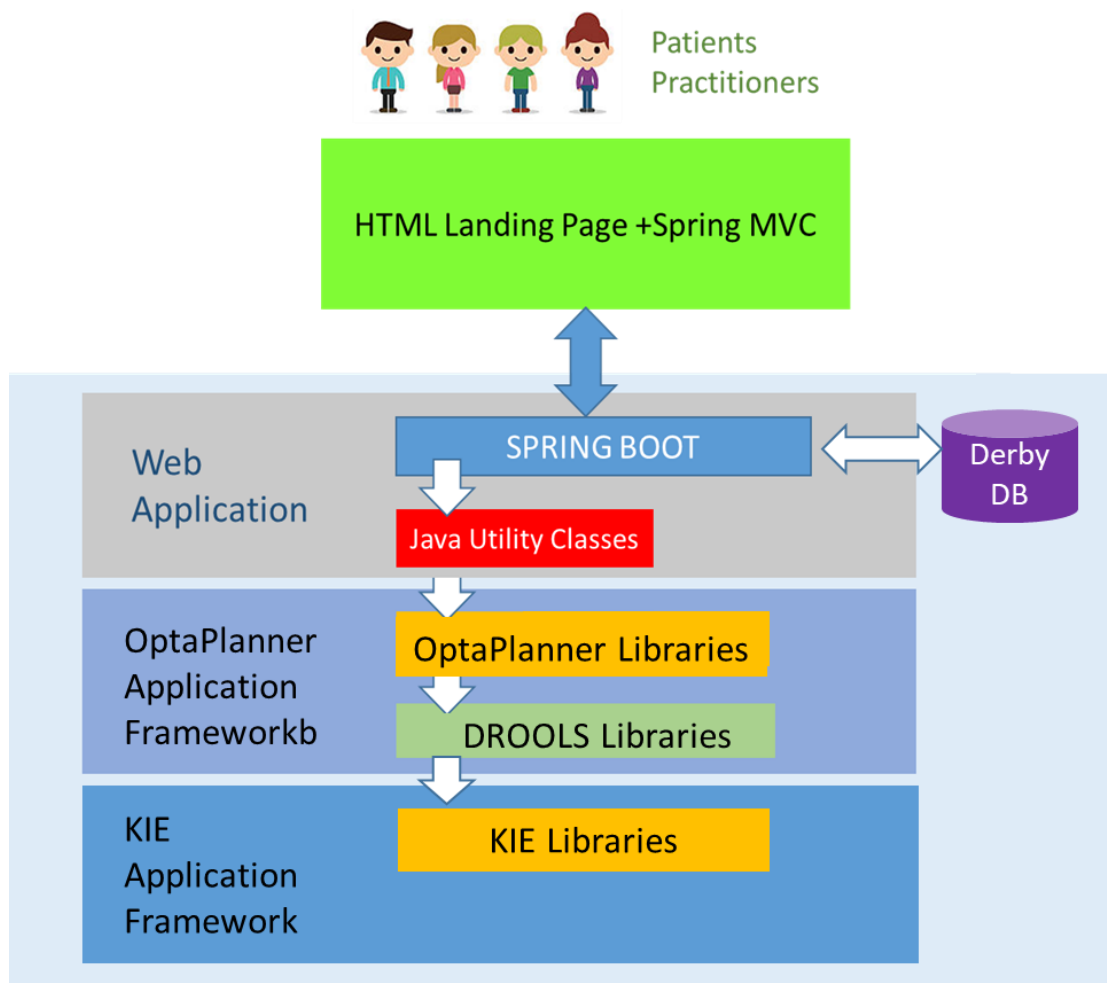 Patients
Practitioners
HTML Landing Page +Spring MVC
SPRING BOOT
Web
Application
Derby
DB
Java Utility Classes
OptaPlanner
Application
Frameworkb
OptaPlanner Libraries
DROOLS Libraries
KIE
Application
Framework
KIE Libraries